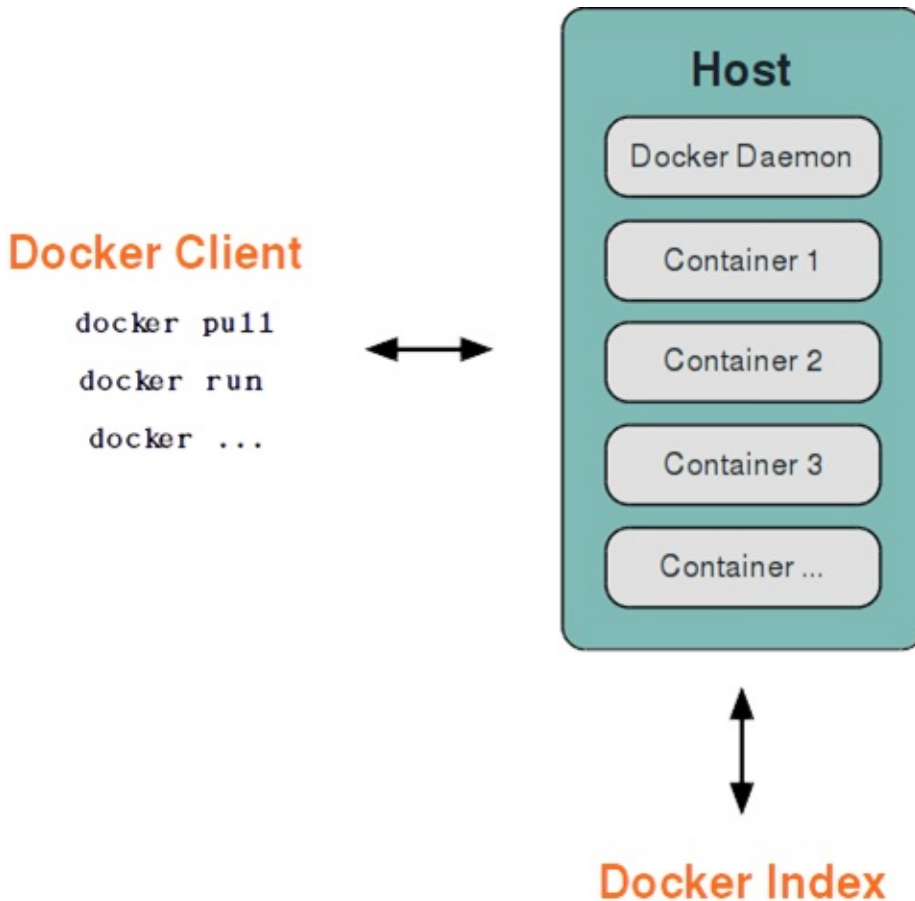 Host
Docker Daemon
Container 1
Container 2
Container 3
Container ...
Docker Client
docker pull
docker run
docker ...
Docker Index